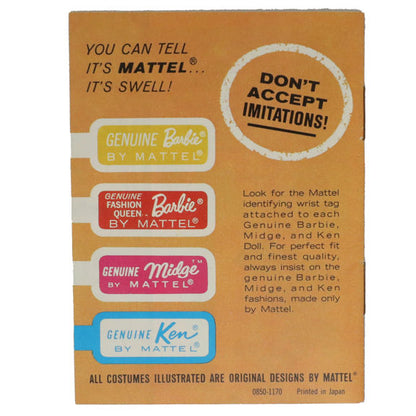 YOU CAN TELL
IT'S MATTEL®...
IT'S SWELL!
DON'T
ACCEPT
IMITATIONS!
GENUINE Barbie®
BY MATTEL®
GENUINE
FASHION
QUEEN™ Barbie®
BY MATTEL®
GENUINE Midge™
BY MATTEL®
GENUINE Ken®
BY MATTEL®
Look for the Mattel
identifying wrist tag
attached to each
Genuine Barbie,
Midge, and Ken
Doll. For perfect fit
and finest quality,
always insist on the
genuine Barbie,
Midge, and Ken
fashions, made only
by Mattel.
ALL COSTUMES ILLUSTRATED ARE ORIGINAL DESIGNS BY MATTEL®
0850-1170 Printed in Japan